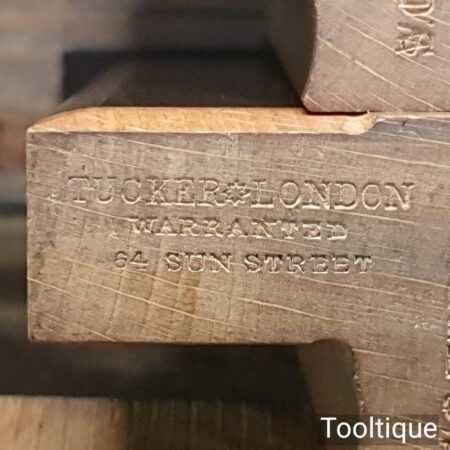 TUCKER✶LONDON
WARRANTED
64 SUN STREET
Tooltique